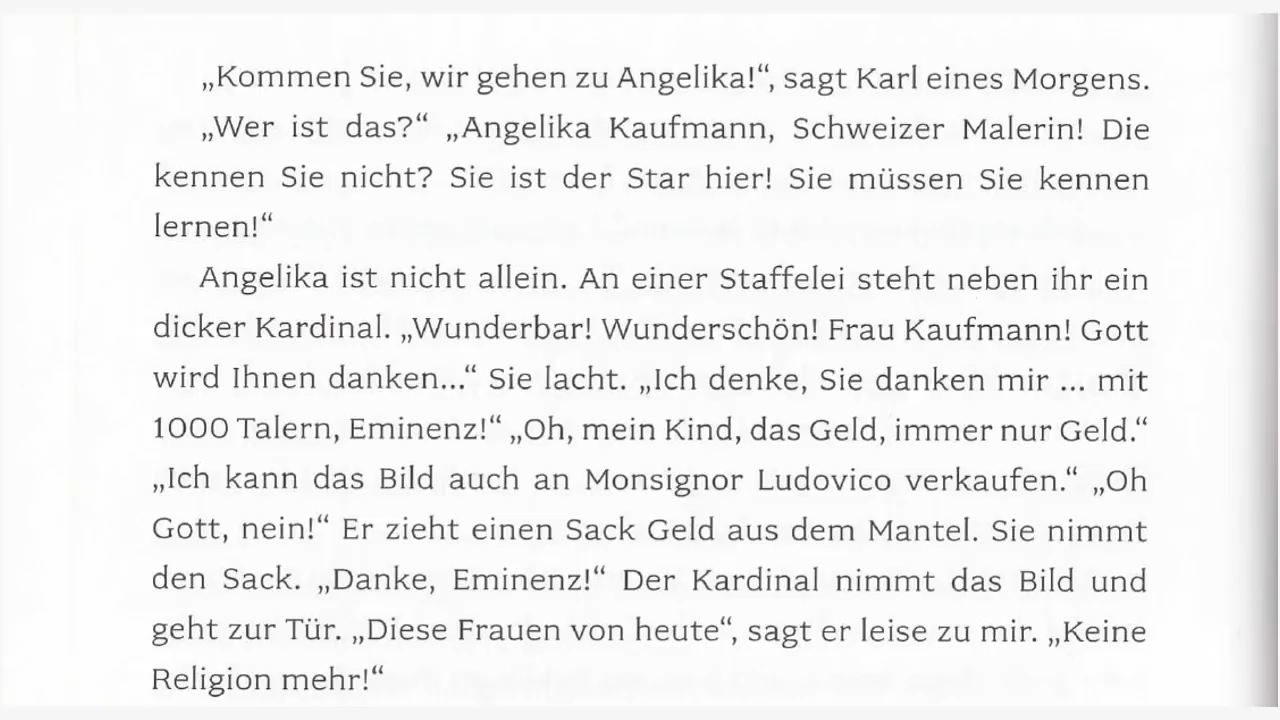 „Kommen Sie, wir gehen zu Angelika!“, sagt Karl eines Morgens.
„Wer ist das?“ „Angelika Kaufmann, Schweizer Malerin! Die
kennen Sie nicht? Sie ist der Star hier! Sie müssen Sie kennen
lernen!“
Angelika ist nicht allein. An einer Staffelei steht neben ihr ein
dicker Kardinal. „Wunderbar! Wunderschön! Frau Kaufmann! Gott
wird Ihnen danken...“ Sie lacht. „Ich denke, Sie danken mir ... mit
1000 Talern, Eminenz!“ „Oh, mein Kind, das Geld, immer nur Geld.“
„Ich kann das Bild auch an Monsignor Ludovico verkaufen.“ „Oh
Gott, nein!“ Er zieht einen Sack Geld aus dem Mantel. Sie nimmt
den Sack. „Danke, Eminenz!“ Der Kardinal nimmt das Bild und
geht zur Tür. „Diese Frauen von heute“, sagt er leise zu mir. „Keine
Religion mehr!“